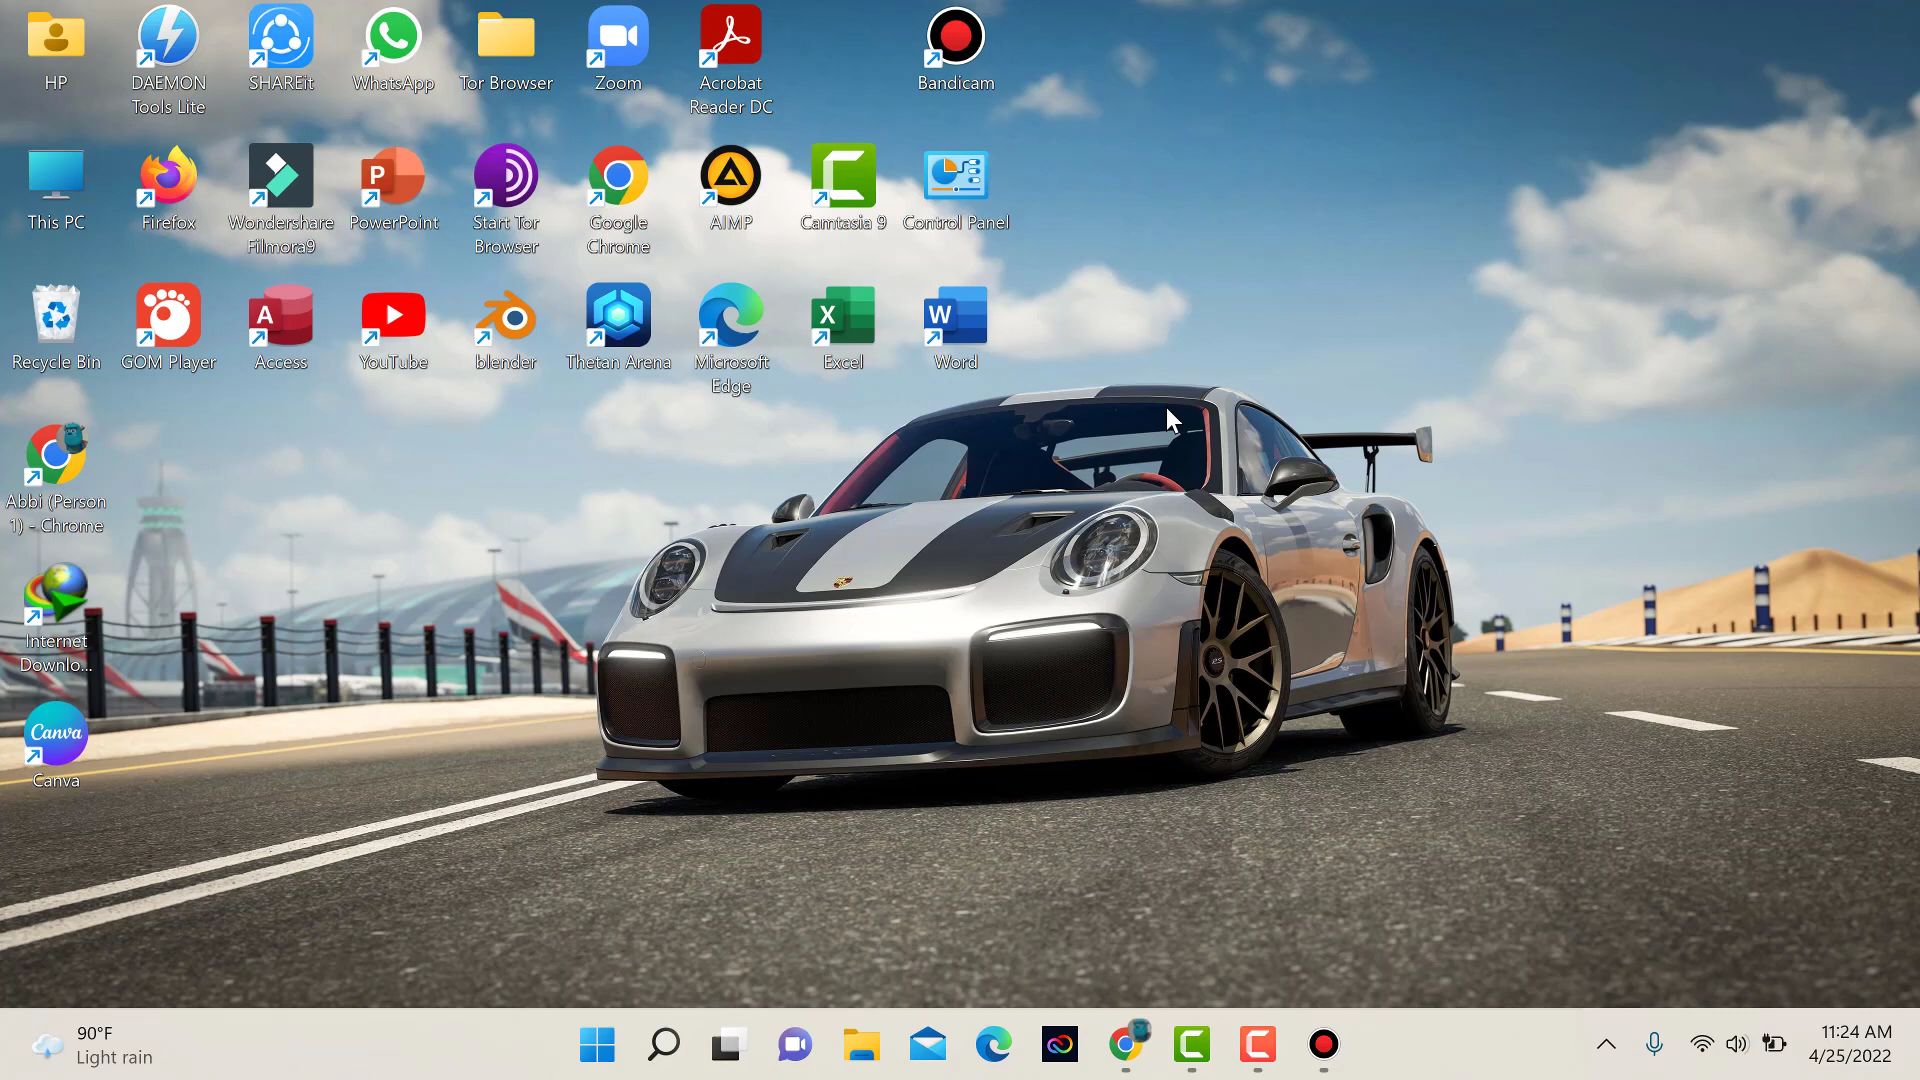 HP
DAEMON
Tools Lite
SHAREit
WhatsApp
Tor Browser
Zoom
Acrobat
Reader DC
Bandicam
This PC
Firefox
Wondershare
Filmora9
P
PowerPoint
Start Tor
Browser
Google
Chrome
AIMP
Camtasia 9
Control Panel
Recycle Bin
GOM Player
A
Access
YouTube
blender
Thetan Arena
Microsoft
Edge
X
Excel
W
Word
Abbi (Person
1) - Chrome
Internet
Downlo...
Canva
Canva
90°F
Light rain
11:24 AM
4/25/2022